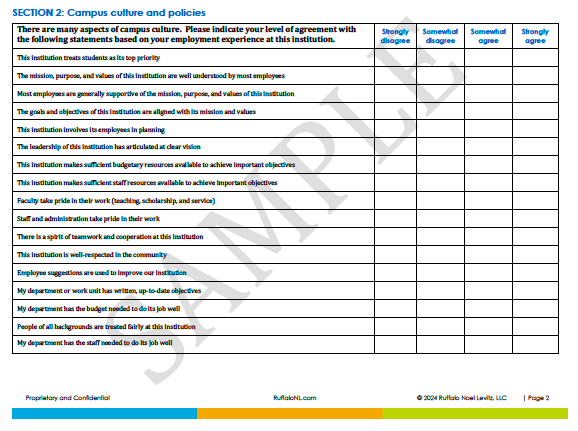 SECTION 2: Campus culture and policies
There are many aspects of campus culture. Please indicate your level of agreement with
the following statements based on your employment experience at this institution.
Strongly disagree
Somewhat disagree
Somewhat agree
Strongly agree
This institution treats students as its top priority
The mission, purpose, and values of this institution are well understood by most employees
Most employees are generally supportive of the mission, purpose, and values of this institution
The goals and objectives of this institution are aligned with its mission and values
This institution involves its employees in planning
The leadership of this institution has articulated at clear vision
This institution makes sufficient budgetary resources available to achieve important objectives
This institution makes sufficient staff resources available to achieve important objectives
Faculty take pride in their work (teaching, scholarship, and service)
Staff and administration take pride in their work
There is a spirit of teamwork and cooperation at this institution
This institution is well-respected in the community
Employee suggestions are used to improve our institution
My department or work unit has written, up-to-date objectives
My department has the budget needed to do its job well
People of all backgrounds are treated fairly at this institution
My department has the staff needed to do its job well
SAMPLE
Proprietary and Confidential
RuffaloNL.com
© 2024 Ruffalo Noel Levitz, LLC | Page 2